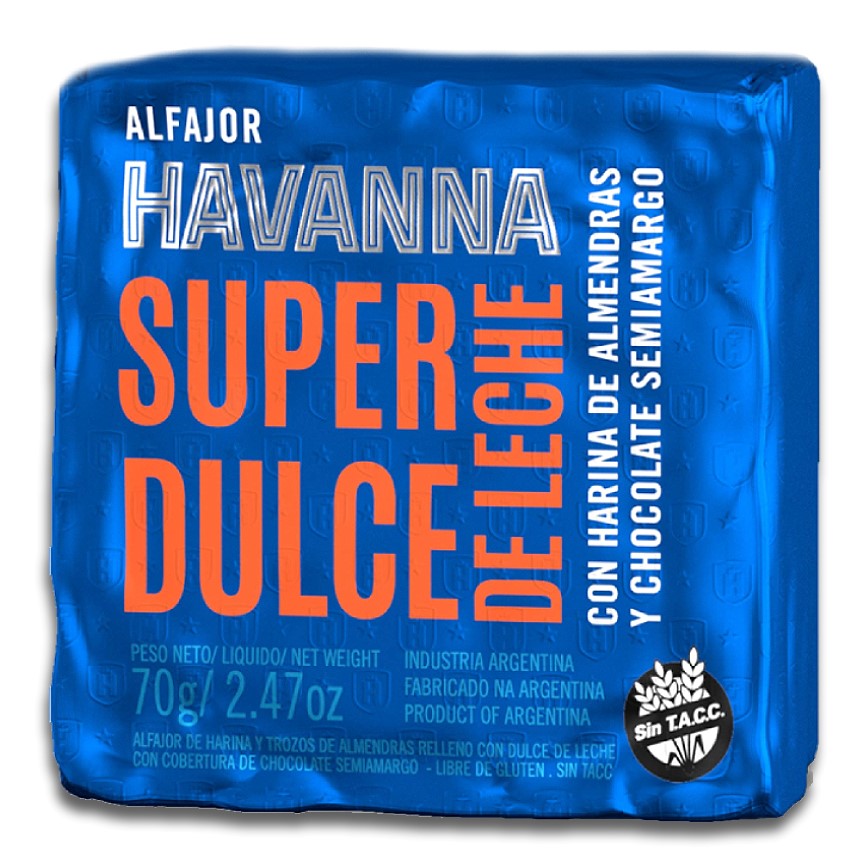 ALFAJOR
HAVANNA
SUPER
DULCE
DE LECHE
CON HARINA DE ALMENDRAS
Y CHOCOLATE SEMIAMARGO
PESO NETO/ LIQUIDO/ NET WEIGHT
70g/ 2.47oz
INDUSTRIA ARGENTINA
FABRICADO NA ARGENTINA
PRODUCT OF ARGENTINA
ALFAJOR DE HARINA Y TROZOS DE ALMENDRAS RELLENO CON DULCE DE LECHE
CON COBERTURA DE CHOCOLATE SEMIAMARGO - LIBRE DE GLUTEN . SIN TACC
Sin T.A.C.C.